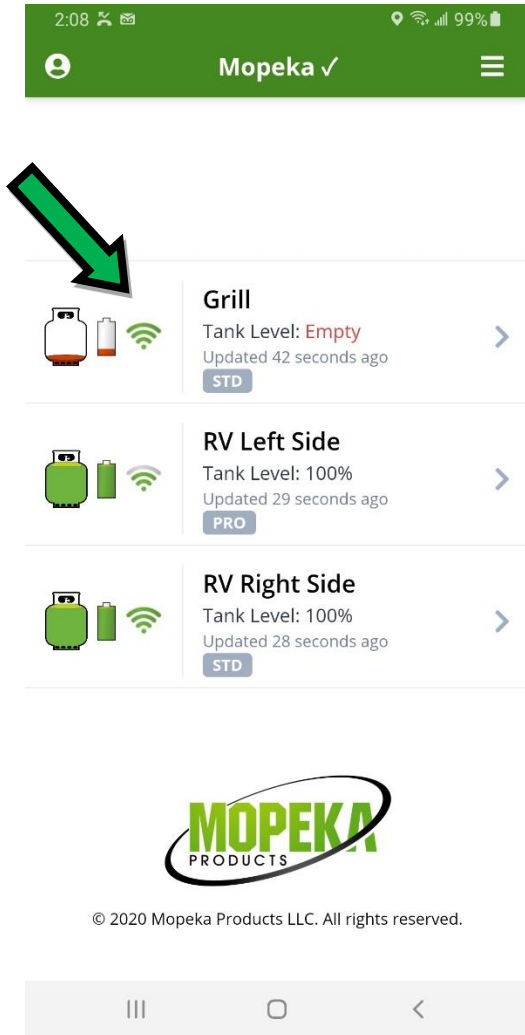 2:08 99%
Mopeka ✓
Grill
Tank Level: Empty
Updated 42 seconds ago
STD
RV Left Side
Tank Level: 100%
Updated 29 seconds ago
PRO
RV Right Side
Tank Level: 100%
Updated 28 seconds ago
STD
MOPEKA
PRODUCTS
© 2020 Mopeka Products LLC. All rights reserved.